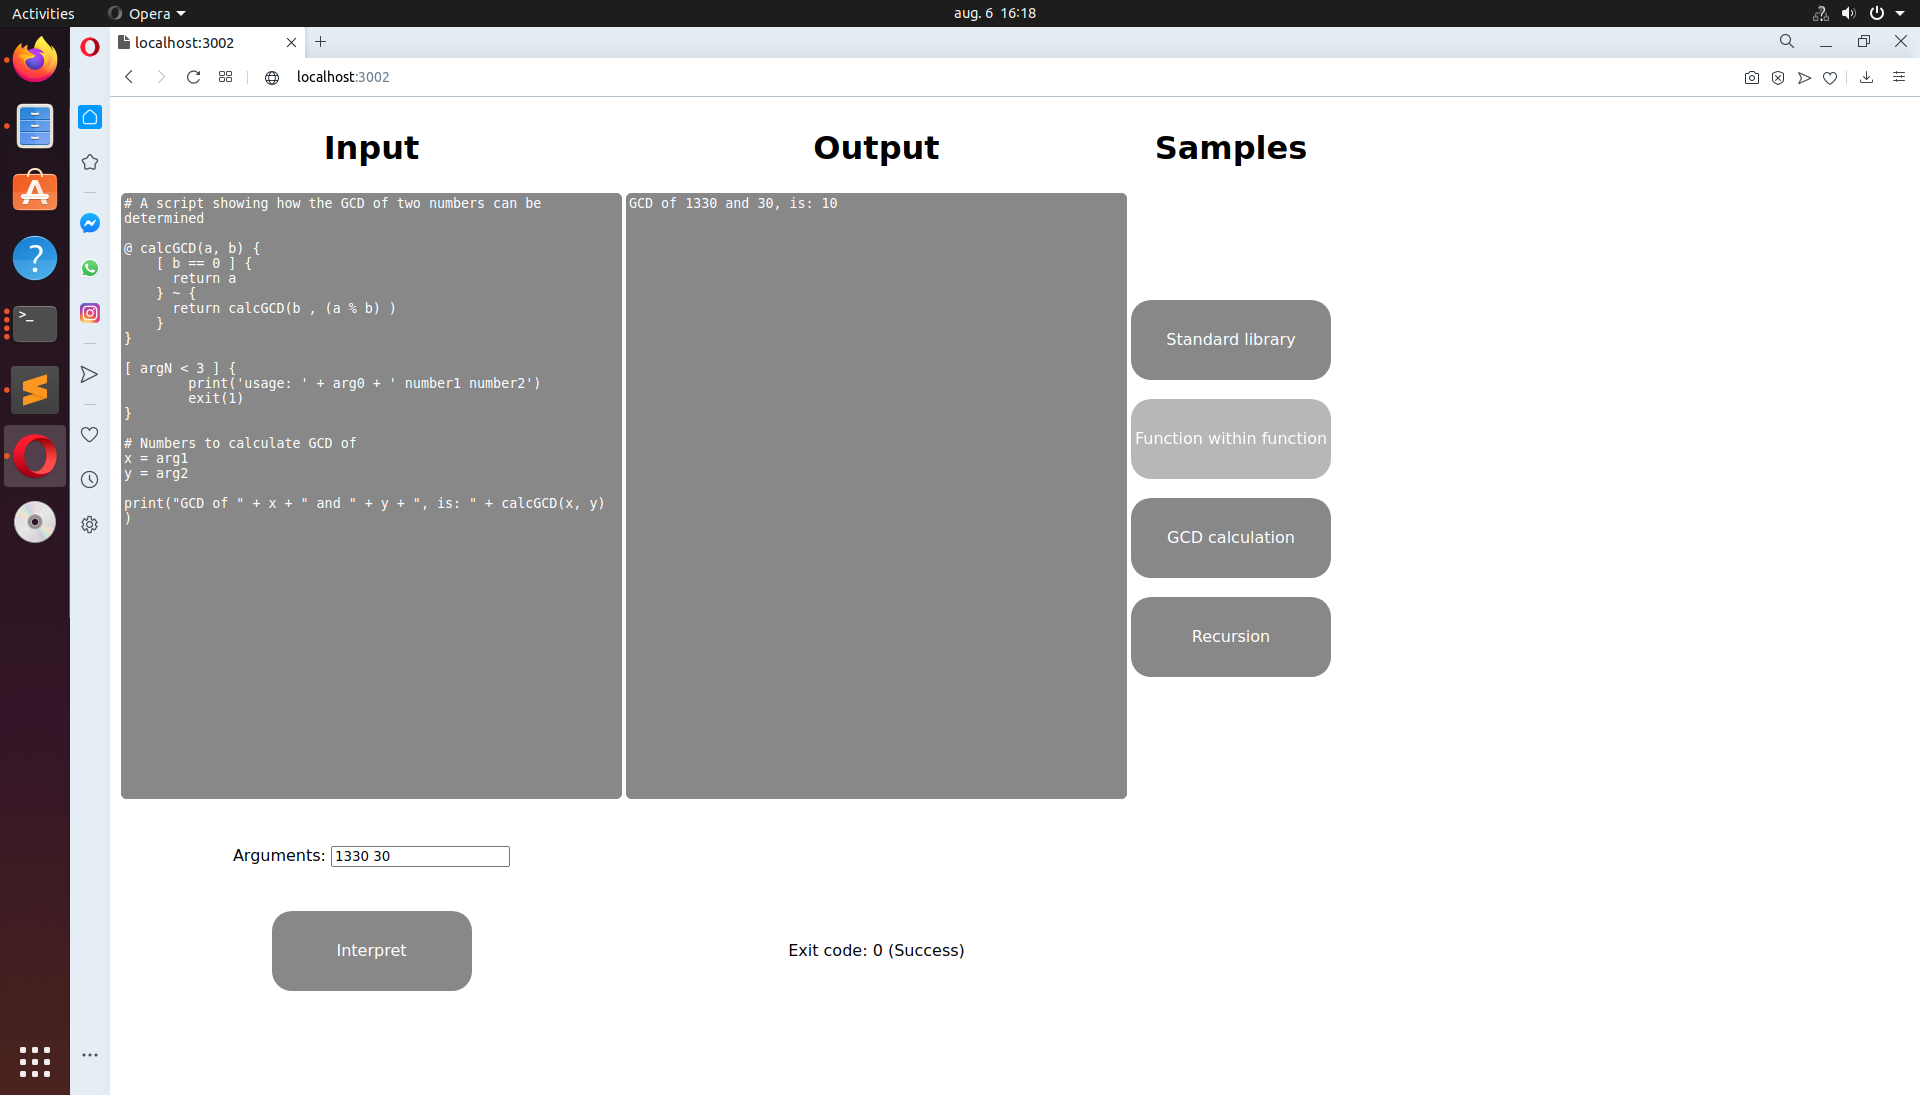 Activities
Opera
aug. 6 16:18
localhost:3002
localhost:3002
Input
Output
Samples
# A script showing how the GCD of two numbers can be
determined
@ calcGCD(a, b) {
    [ b == 0 ] {
      return a
    } ~ {
      return calcGCD(b , (a % b) )
    }
}
[ argN < 3 ] {
        print('usage: ' + arg0 + ' number1 number2')
        exit(1)
}
# Numbers to calculate GCD of
x = arg1
y = arg2
print("GCD of " + x + " and " + y + ", is: " + calcGCD(x, y)
)
GCD of 1330 and 30, is: 10
Standard library
Function within function
GCD calculation
Recursion
Arguments: 1330 30
Interpret
Exit code: 0 (Success)